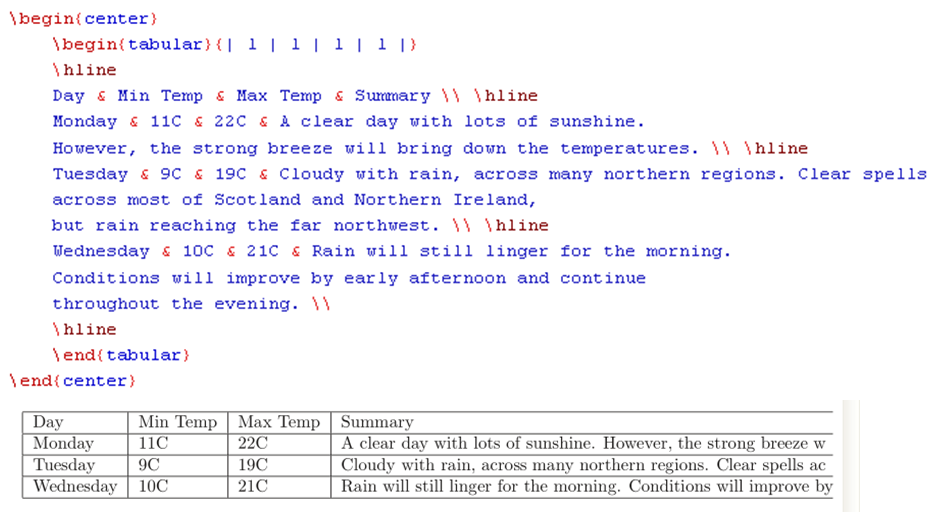 \begin{center}
\begin{tabular}{| l | l | l | l |}
\hline
Day & Min Temp & Max Temp & Summary \\ \hline
Monday & 11C & 22C & A clear day with lots of sunshine.
However, the strong breeze will bring down the temperatures. \\ \hline
Tuesday & 9C & 19C & Cloudy with rain, across many northern regions. Clear spells
across most of Scotland and Northern Ireland,
but rain reaching the far northwest. \\ \hline
Wednesday & 10C & 21C & Rain will still linger for the morning.
Conditions will improve by early afternoon and continue
throughout the evening. \\
\hline
\end{tabular}
\end{center}
Day Min Temp Max Temp Summary
Monday 11C 22C A clear day with lots of sunshine. However, the strong breeze w
Tuesday 9C 19C Cloudy with rain, across many northern regions. Clear spells ac
Wednesday 10C 21C Rain will still linger for the morning. Conditions will improve by